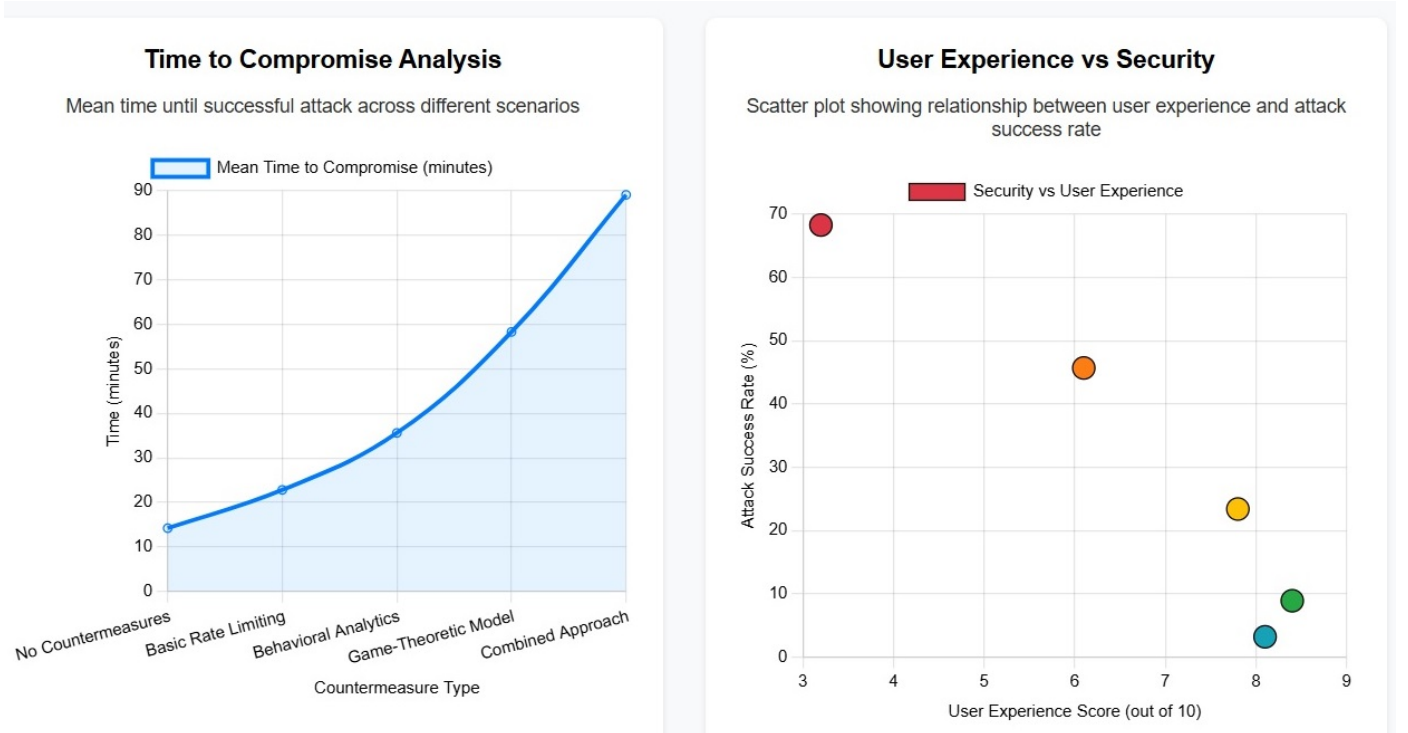 Time to Compromise Analysis
Mean time until successful attack across different scenarios
Mean Time to Compromise (minutes)
90
80
70
60
50
40
30
20
10
0
Time (minutes)
No Countermeasures
Basic Rate Limiting
Behavioral Analytics
Game-Theoretic Model
Combined Approach
Countermeasure Type
User Experience vs Security
Scatter plot showing relationship between user experience and attack
success rate
Security vs User Experience
70
60
50
40
30
20
10
0
Attack Success Rate (%)
3 4 5 6 7 8 9
User Experience Score (out of 10)